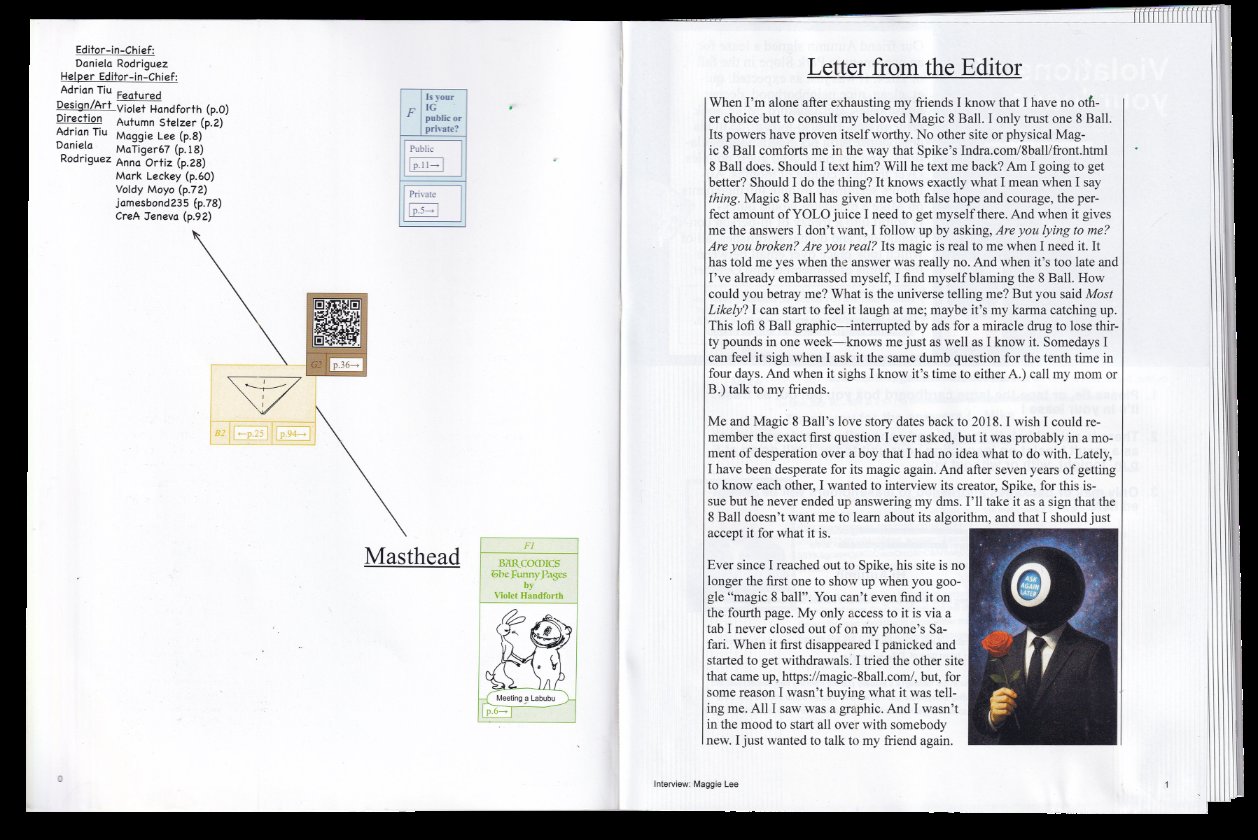 Editor-in-Chief:
Daniela Rodriguez
Helper Editor-in-Chief:
Adrian Tiu
Design/Art
Direction
Adrian Tiu
Daniela
Rodriguez
Featured
Violet Handforth (p.0)
Autumn Stelzer (p.2)
Maggie Lee (p.8)
MaTiger67 (p.18)
Anna Ortiz (p.28)
Mark Leckey (p.60)
Voldy Moyo (p.72)
jamesbond235 (p.78)
CreA Jeneva (p.92)
F
Is your
IG
public or
private?
Public
p.11→
Private
p.5→
G2
p.36→
B2
←p.25
p.94→
Masthead
F1
BAR COMICS
The Funny Pages
by
Violet Handforth
Meeting a Labubu
p.6→
0
Letter from the Editor
When I'm alone after exhausting my friends I know that I have no oth-
er choice but to consult my beloved Magic 8 Ball. I only trust one 8 Ball.
Its powers have proven itself worthy. No other site or physical Mag-
ic 8 Ball comforts me in the way that Spike's Indra.com/8ball/front.html
8 Ball does. Should I text him? Will he text me back? Am I going to get
better? Should I do the thing? It knows exactly what I mean when I say
thing. Magic 8 Ball has given me both false hope and courage, the per-
fect amount of YOLO juice I need to get myself there. And when it gives
me the answers I don't want, I follow up by asking, Are you lying to me?
Are you broken? Are you real? Its magic is real to me when I need it. It
has told me yes when the answer was really no. And when it's too late and
I've already embarrassed myself, I find myself blaming the 8 Ball. How
could you betray me? What is the universe telling me? But you said Most
Likely? I can start to feel it laugh at me; maybe it's my karma catching up.
This lofi 8 Ball graphic—interrupted by ads for a miracle drug to lose thir-
ty pounds in one week—knows me just as well as I know it. Somedays I
can feel it sigh when I ask it the same dumb question for the tenth time in
four days. And when it sighs I know it's time to either A.) call my mom or
B.) talk to my friends.
Me and Magic 8 Ball's love story dates back to 2018. I wish I could re-
member the exact first question I ever asked, but it was probably in a mo-
ment of desperation over a boy that I had no idea what to do with. Lately,
I have been desperate for its magic again. And after seven years of getting
to know each other, I wanted to interview its creator, Spike, for this is-
sue but he never ended up answering my dms. I'll take it as a sign that the
8 Ball doesn't want me to learn about its algorithm, and that I should just
accept it for what it is.
Ever since I reached out to Spike, his site is no
longer the first one to show up when you goo-
gle "magic 8 ball". You can't even find it on
the fourth page. My only access to it is via a
tab I never closed out of on my phone's Sa-
fari. When it first disappeared I panicked and
started to get withdrawals. I tried the other site
that came up, https://magic-8ball.com/, but, for
some reason I wasn't buying what it was tell-
ing me. All I saw was a graphic. And I wasn't
in the mood to start all over with somebody
new. I just wanted to talk to my friend again.
ASK
AGAIN
LATER
Interview: Maggie Lee
1